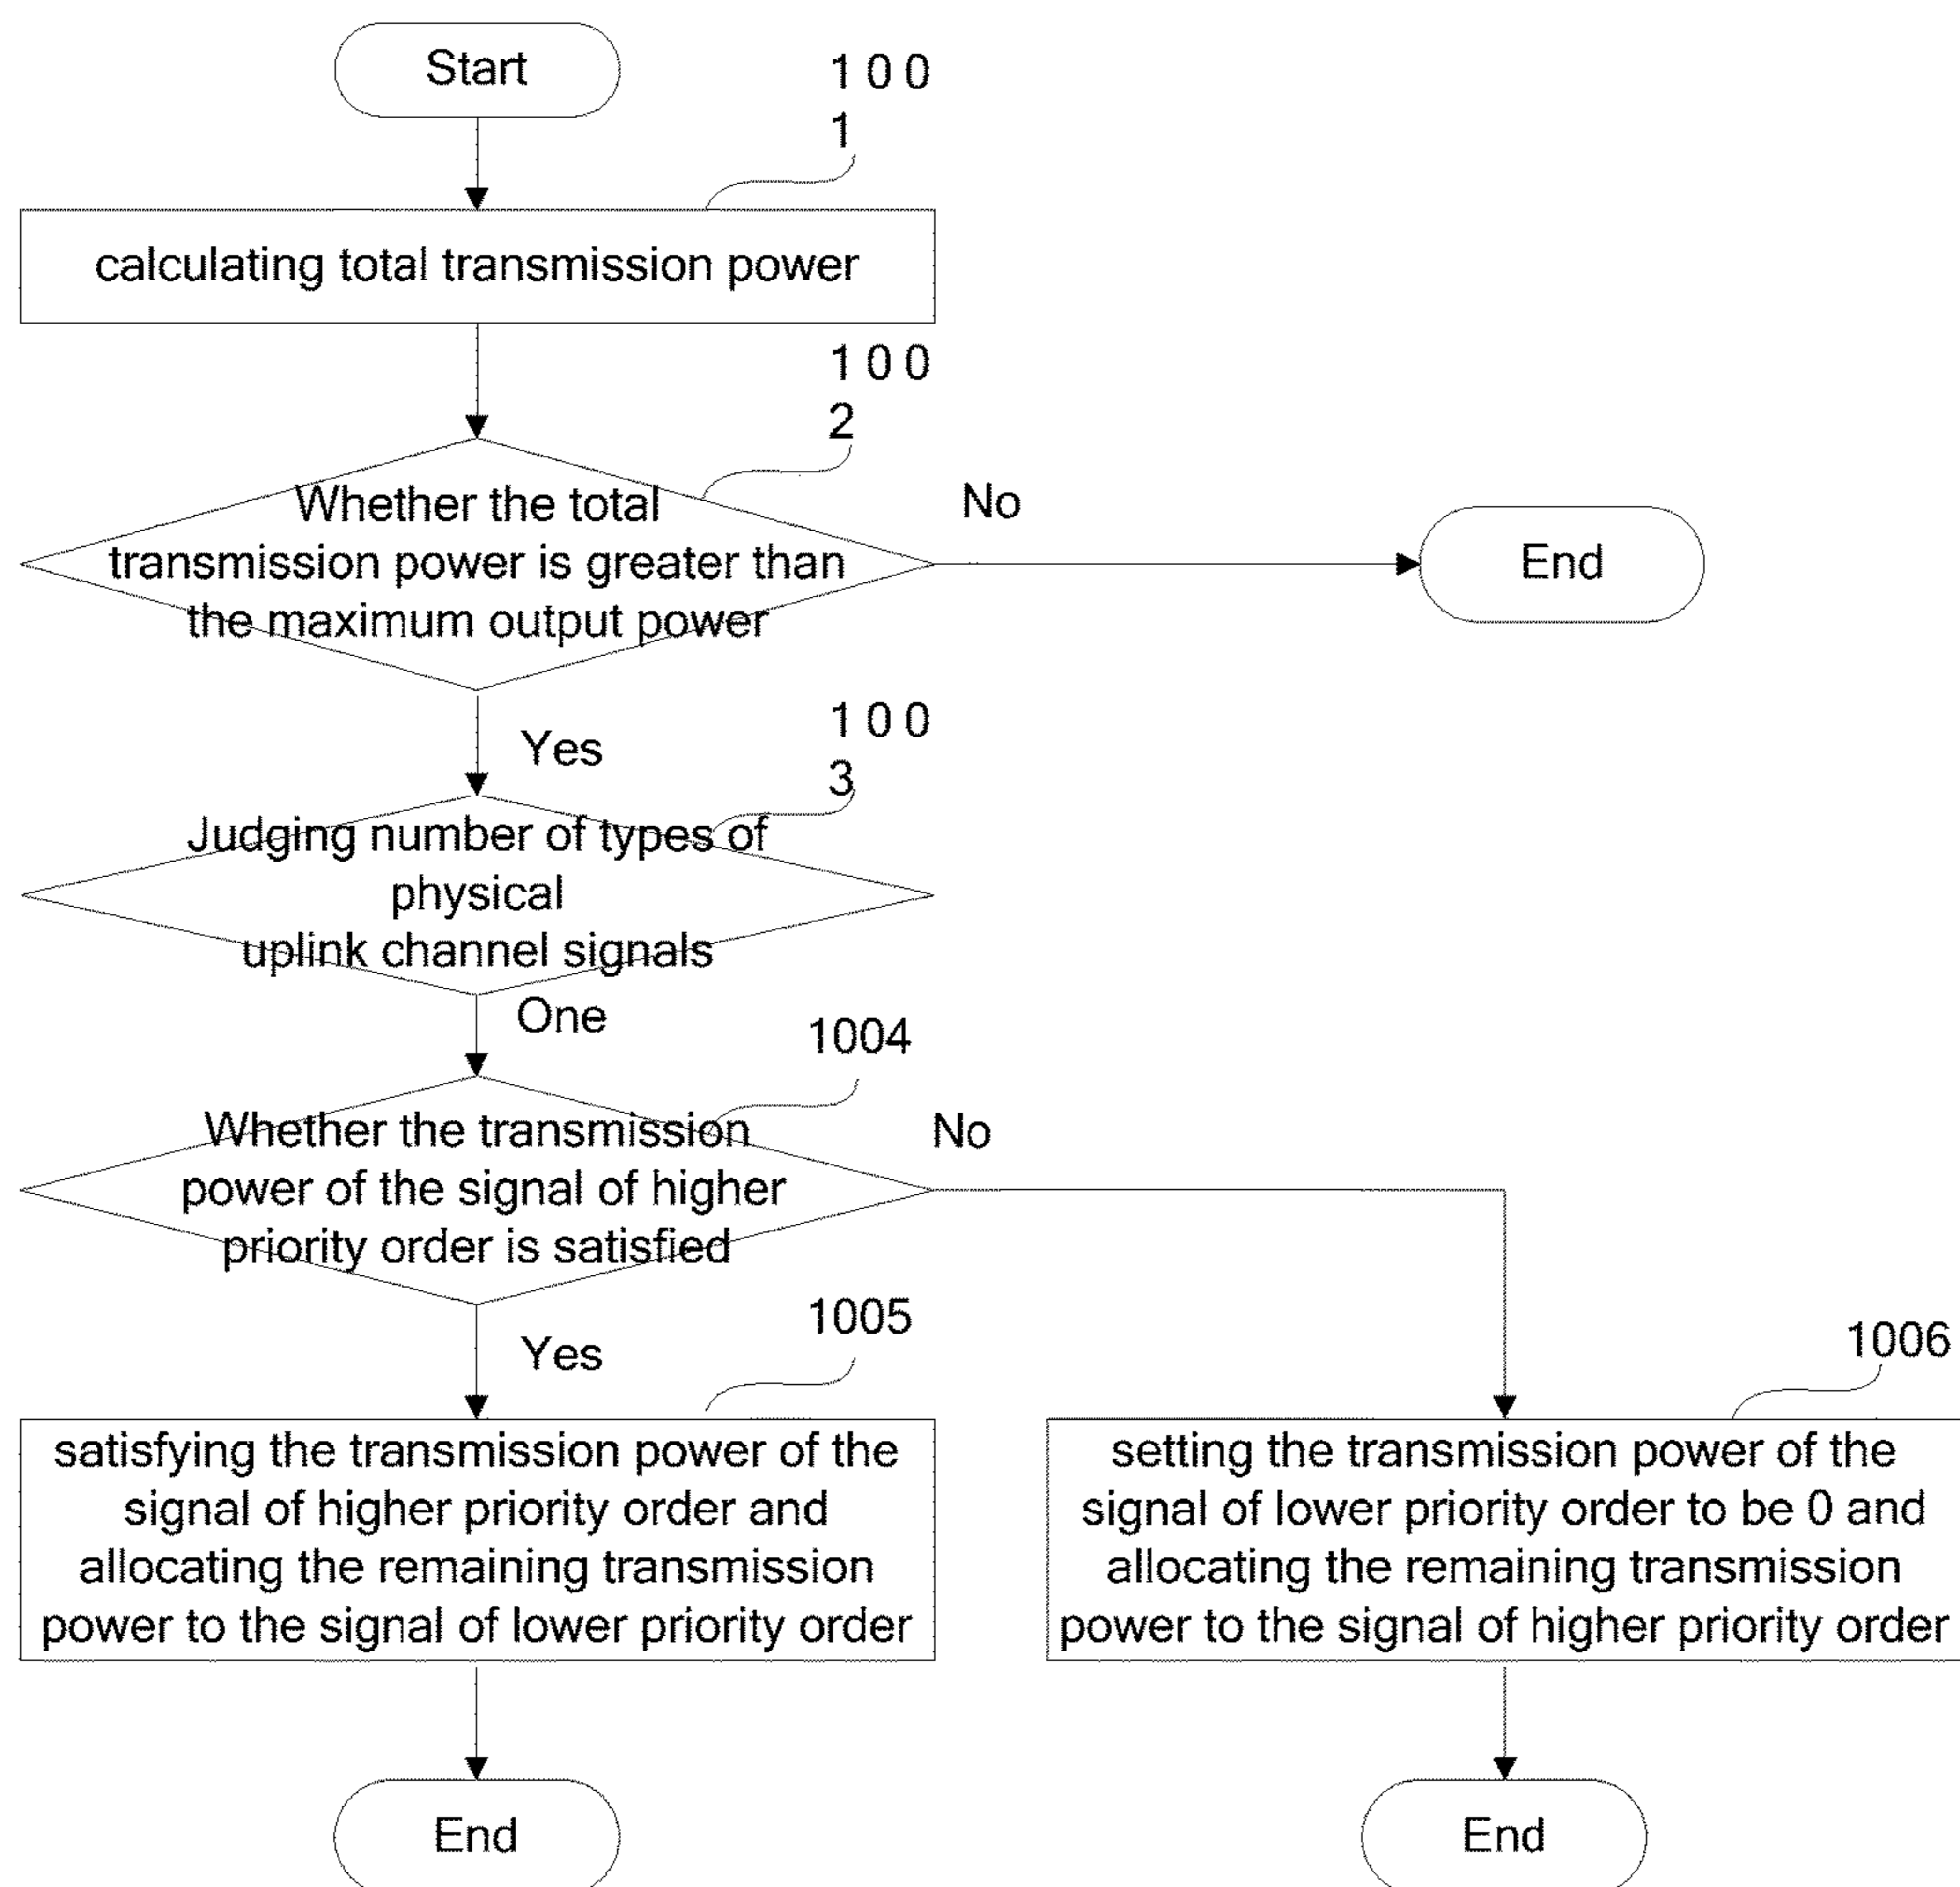 Start
1 0 0
1
calculating total transmission power
1 0 0
2
Whether the total
transmission power is greater than
the maximum output power
No
End
Yes
1 0 0
3
Judging number of types of
physical
uplink channel signals
One
1004
Whether the transmission
power of the signal of higher
priority order is satisfied
No
Yes
1005
1006
satisfying the transmission power of the
signal of higher priority order and
allocating the remaining transmission
power to the signal of lower priority order
setting the transmission power of the
signal of lower priority order to be 0 and
allocating the remaining transmission
power to the signal of higher priority order
End
End